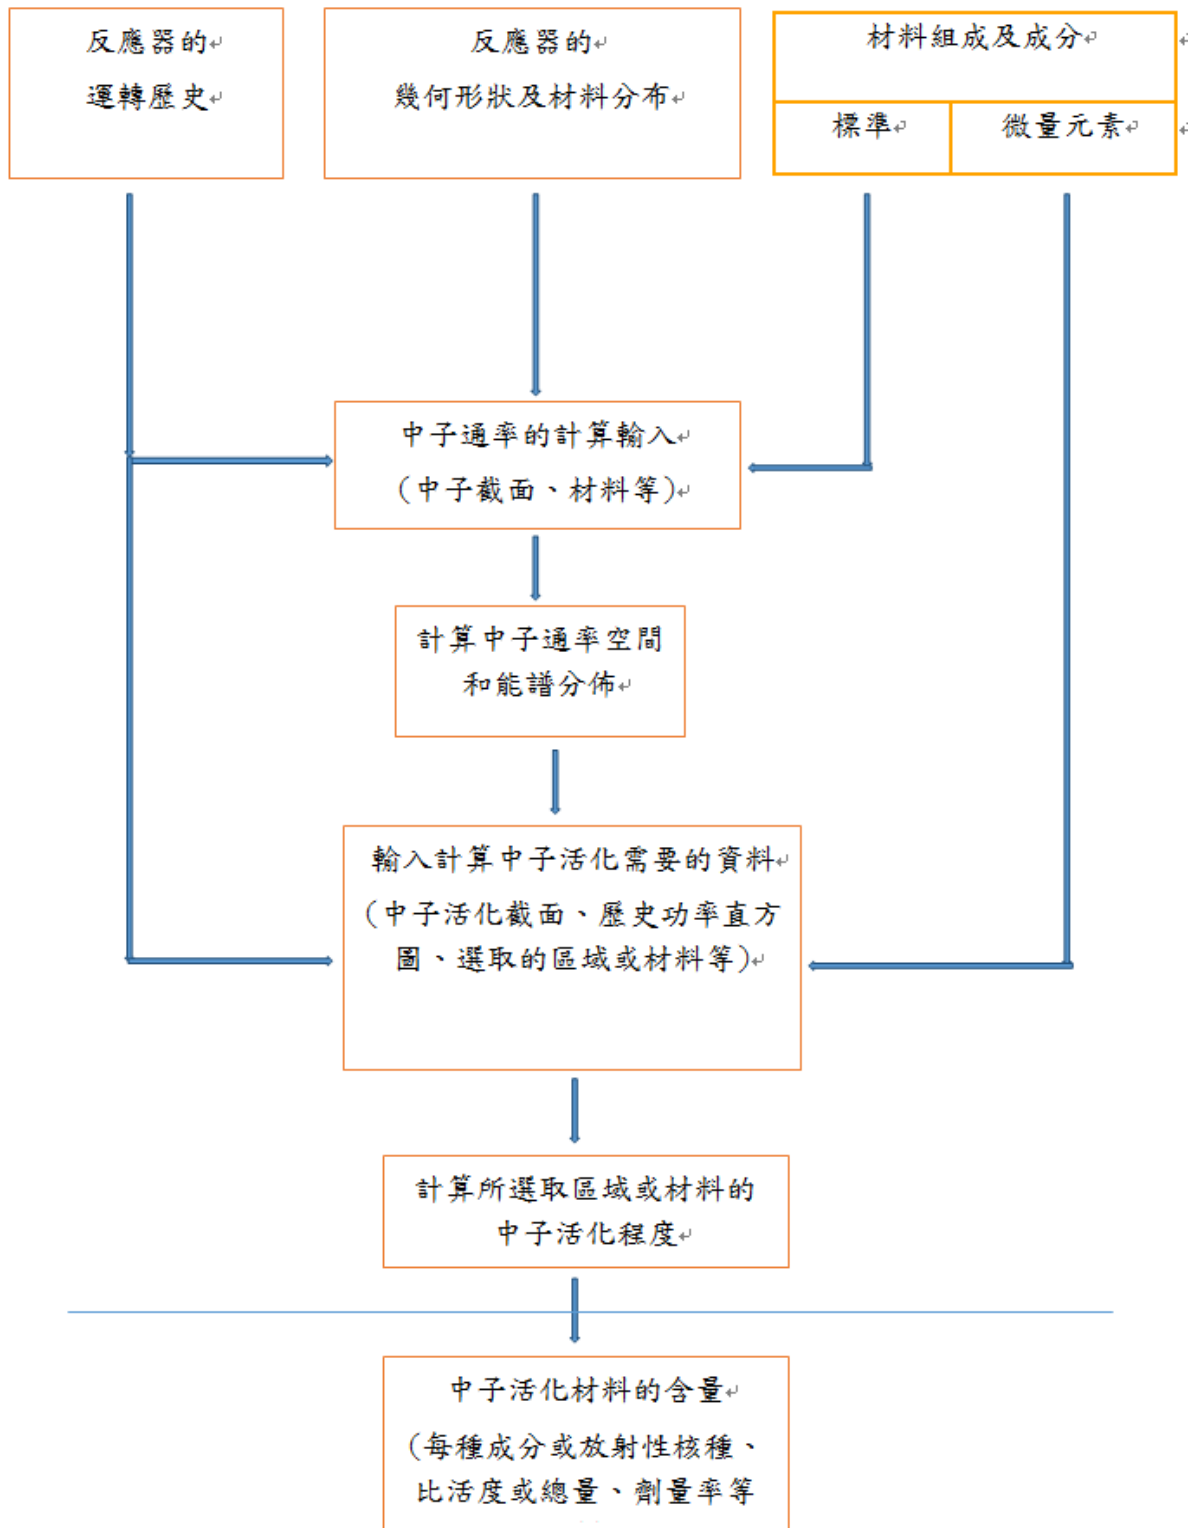 反應器的
運轉歷史
反應器的
幾何形狀及材料分布
材料組成及成分
標準
微量元素
中子通率的計算輸入
(中子截面、材料等)
計算中子通率空間
和能譜分佈
輸入計算中子活化需要的資料
(中子活化截面、歷史功率直方
圖、選取的區域或材料等)
計算所選取區域或材料的
中子活化程度
中子活化材料的含量
(每種成分或放射性核種、
比活度或總量、劑量率等